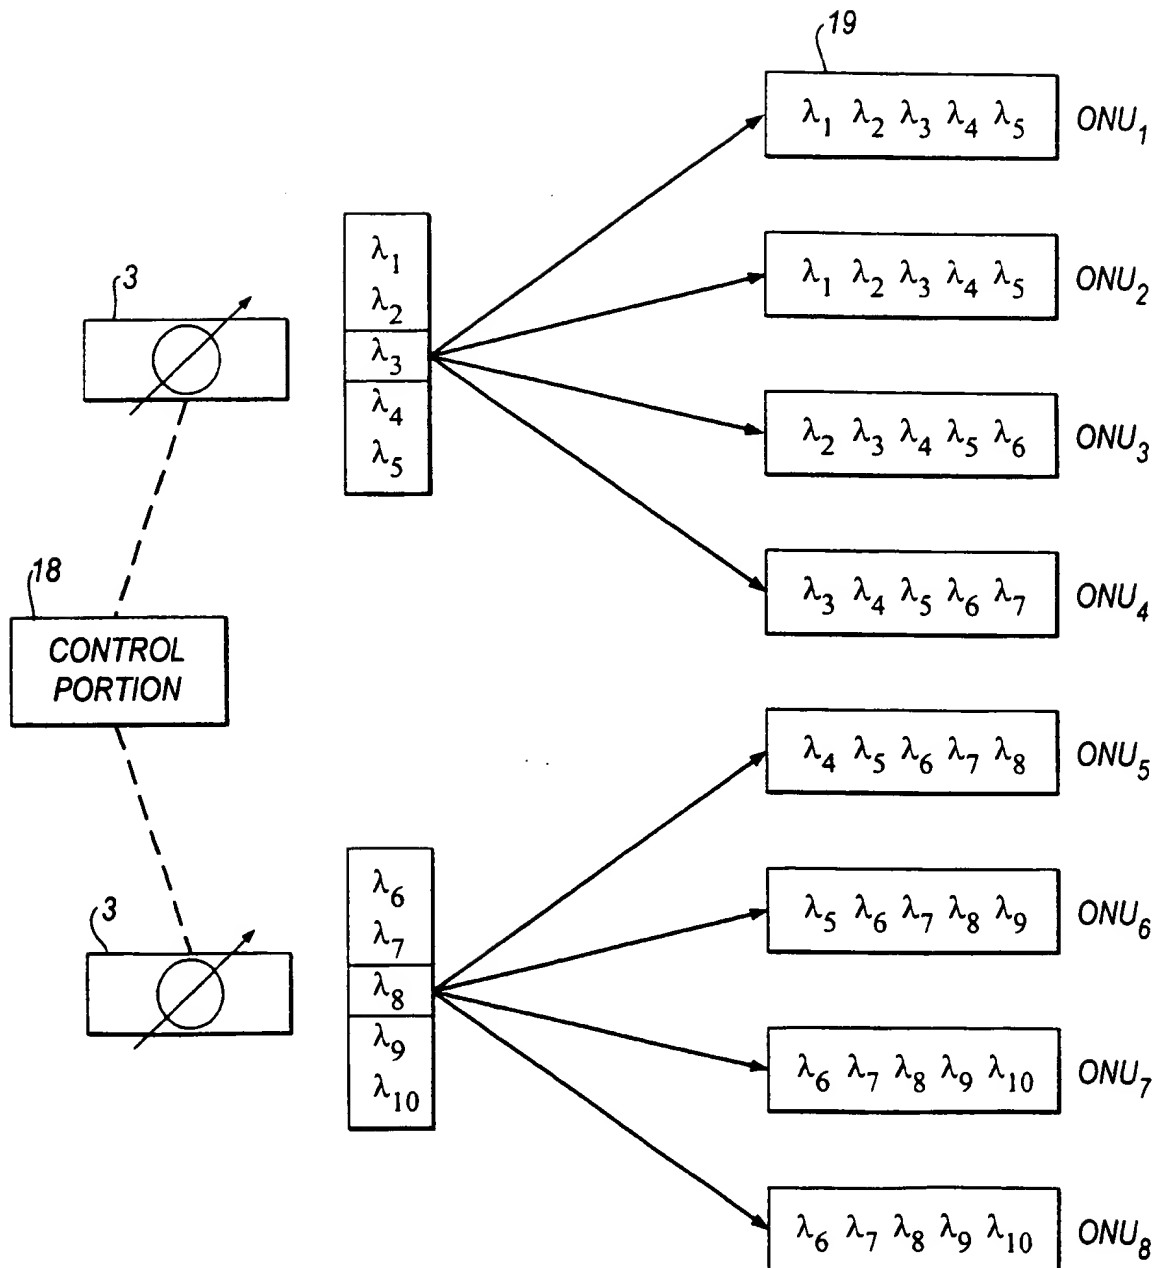 19
λ1 λ2 λ3 λ4 λ5 ONU1
λ1
λ2
λ3
λ4
λ5
3
λ1 λ2 λ3 λ4 λ5 ONU2
λ2 λ3 λ4 λ5 λ6 ONU3
λ3 λ4 λ5 λ6 λ7 ONU4
18
CONTROL
PORTION
λ4 λ5 λ6 λ7 λ8 ONU5
λ6
λ7
λ8
λ9
λ10
3
λ5 λ6 λ7 λ8 λ9 ONU6
λ6 λ7 λ8 λ9 λ10 ONU7
λ6 λ7 λ8 λ9 λ10 ONU8